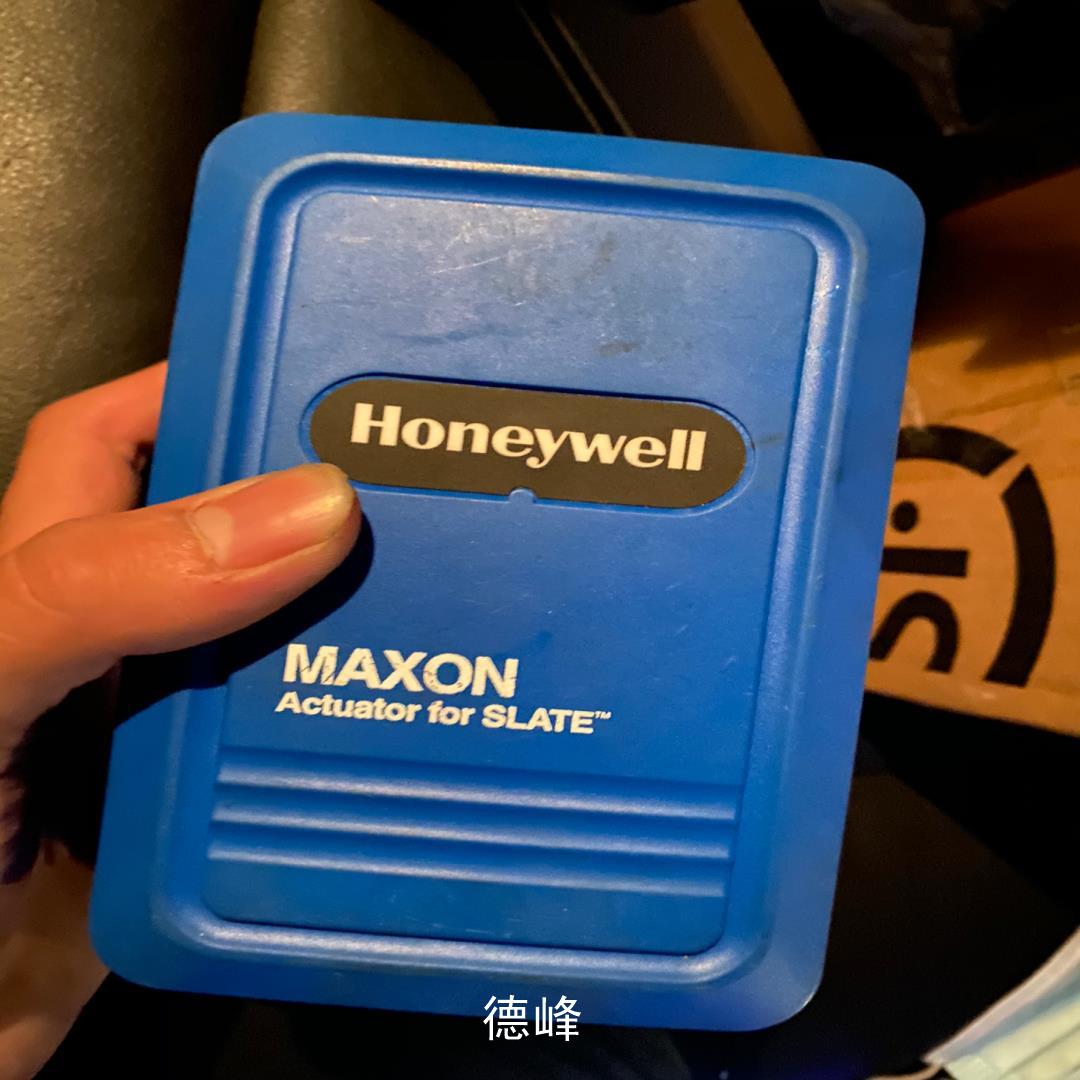 Honeywell
MAXON
Actuator for SLATE™
德峰